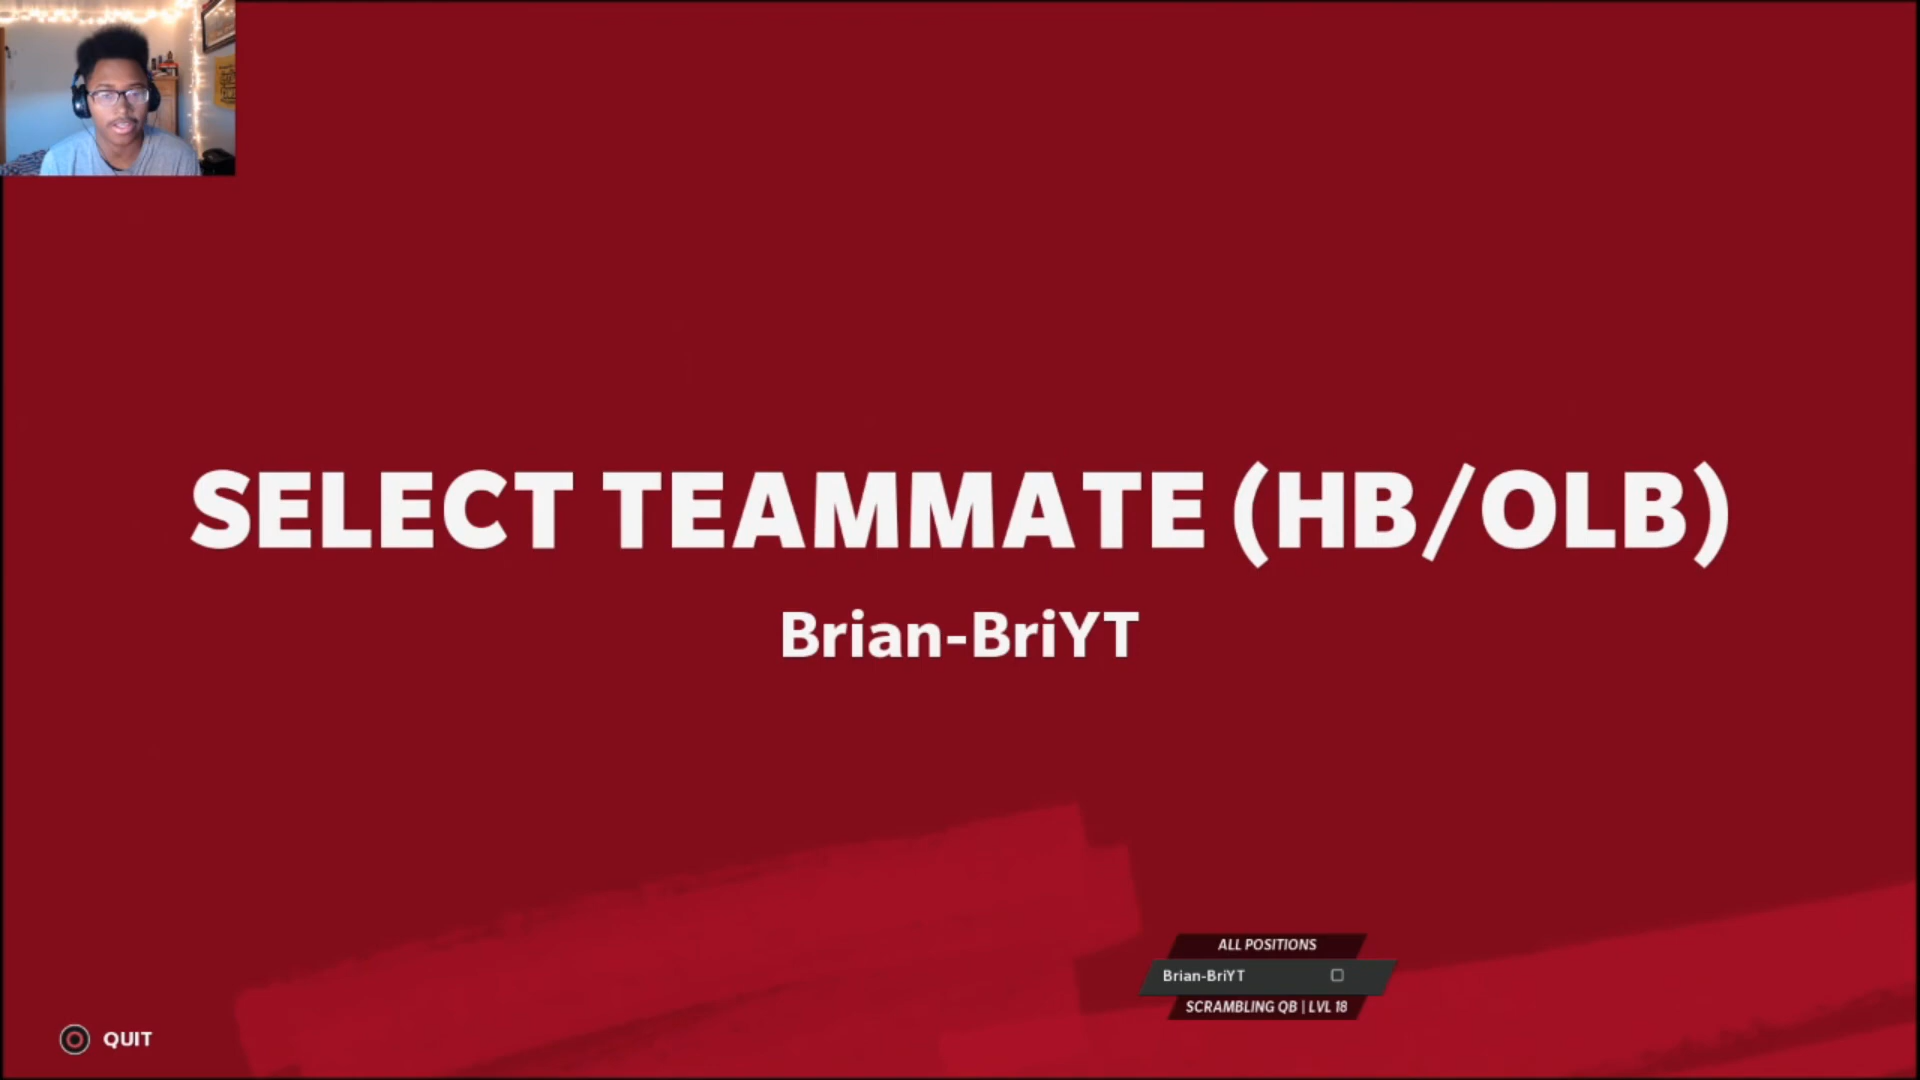 SELECT TEAMMATE (HB/OLB)
Brian-BriYT
ALL POSITIONS
Brian-BriYT
SCRAMBLING QB | LVL 18
QUIT